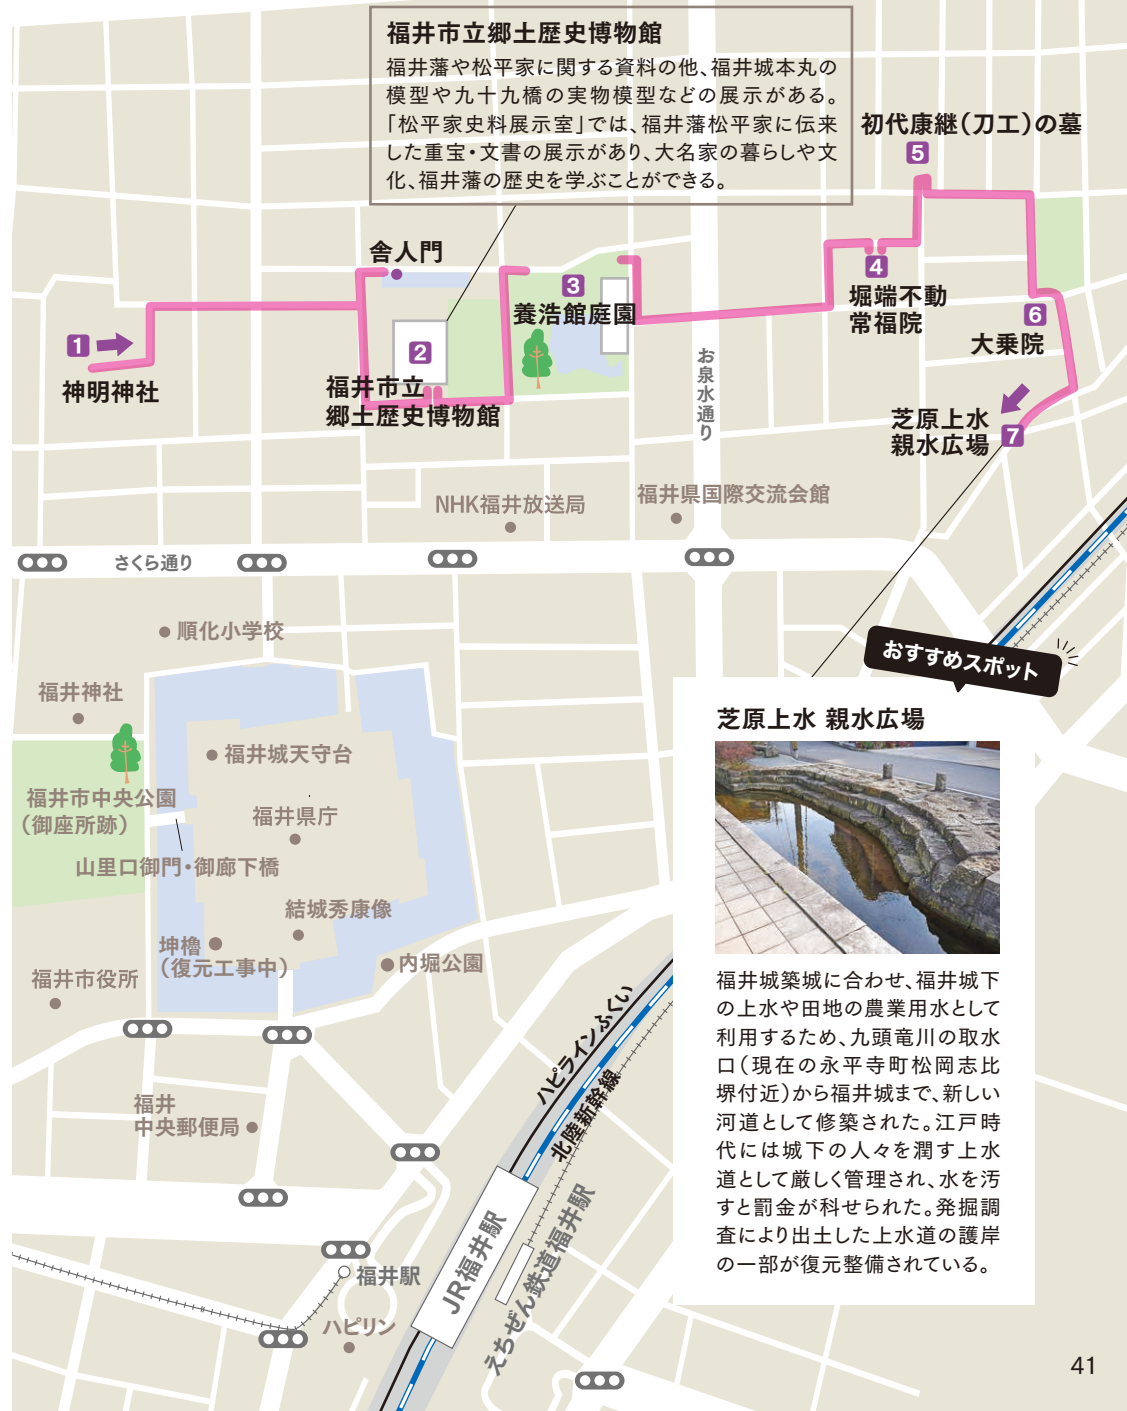 福井市立郷土歴史博物館
福井藩や松平家に関する資料の他、福井城本丸の
模型や九十九橋の実物模型などの展示がある。
「松平家史料展示室」では、福井藩松平家に伝来
した重宝・文書の展示があり、大名家の暮らしや文
化、福井藩の歴史を学ぶことができる。
初代康継(刀工)の墓
5
舎人門
3
養浩館庭園
4
堀端不動
常福院
6
大乗院
1
神明神社
2
福井市立
郷土歴史博物館
お泉水通り
芝原上水
親水広場
7
NHK福井放送局
福井県国際交流会館
さくら通り
順化小学校
おすすめスポット
福井神社
福井城天守台
福井市中央公園
(御座所跡)
福井県庁
山里口御門・御廊下橋
結城秀康像
坤櫓
(復元工事中)
内堀公園
福井市役所
芝原上水 親水広場
福井城築城に合わせ、福井城下
の上水や田地の農業用水として
利用するため、九頭竜川の取水
口(現在の永平寺町松岡志比
堺付近)から福井城まで、新しい
河道として修築された。江戸時
代には城下の人々を潤す上水
道として厳しく管理され、水を汚
すと罰金が科せられた。発掘調
査により出土した上水道の護岸
の一部が復元整備されている。
ハピラインふくい
北陸新幹線
福井
中央郵便局
JR福井駅
えちぜん鉄道福井駅
福井駅
ハピリン
41